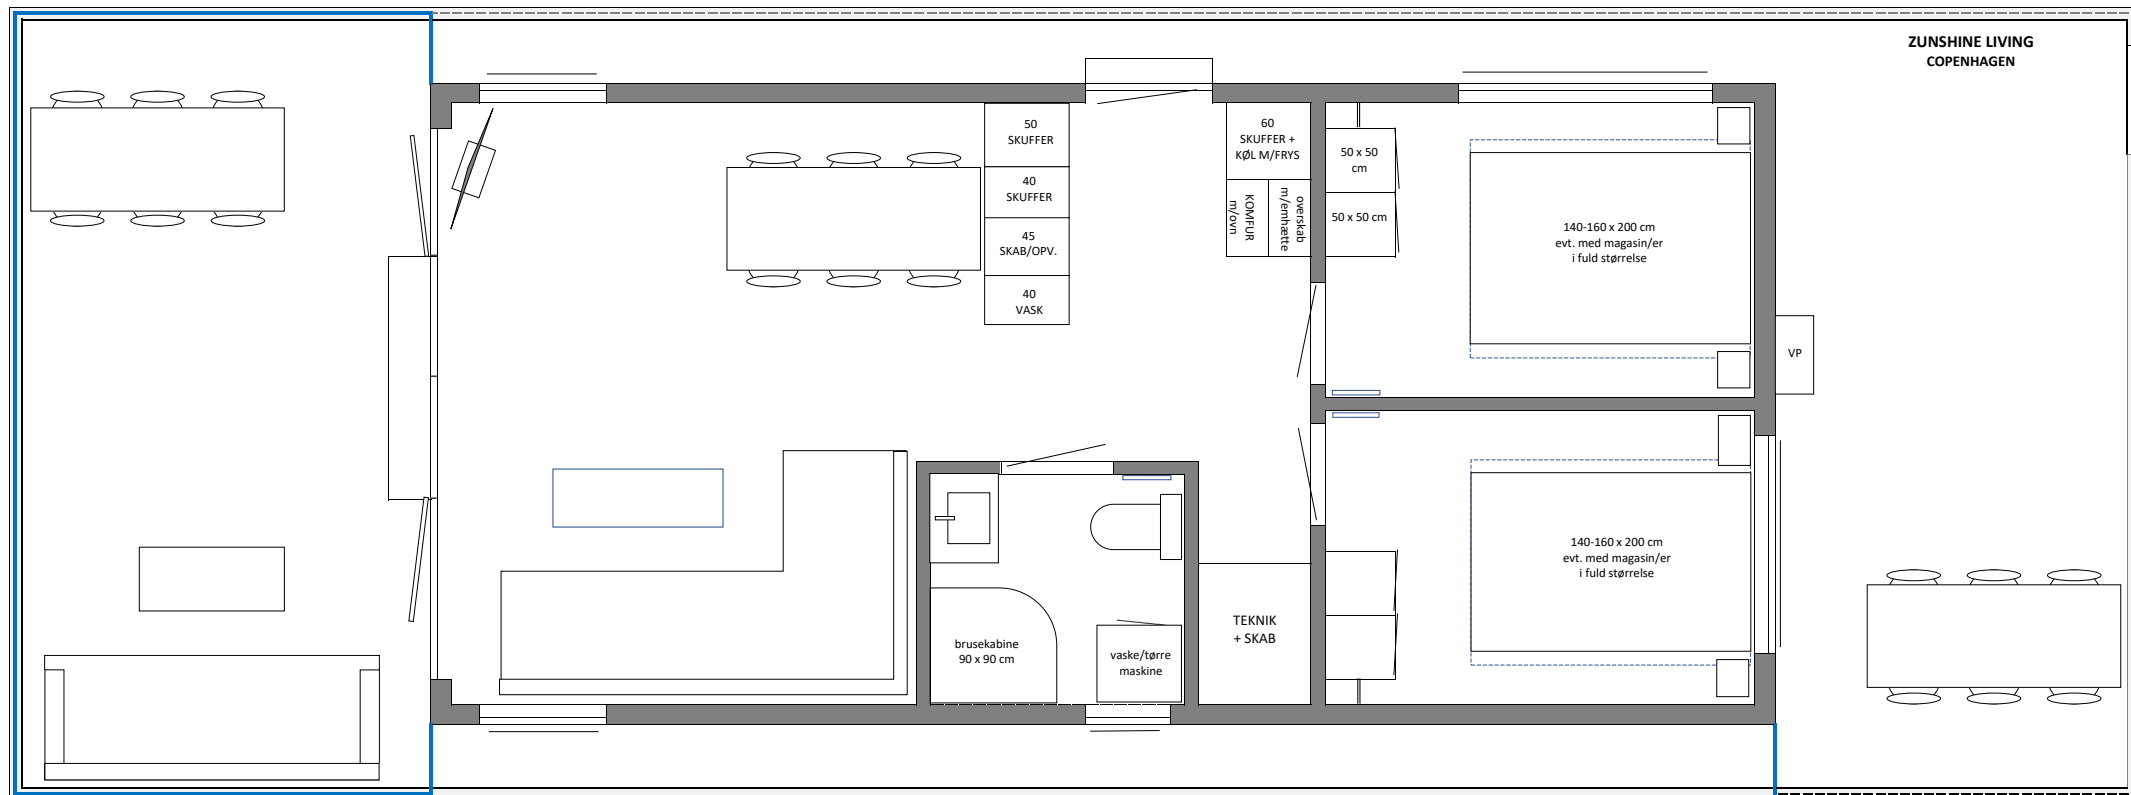 ZUNSHINE LIVING
COPENHAGEN
50
SKUFFER
40
SKUFFER
45
SKAB/OPV.
40
VASK
60
SKUFFER +
KØL M/FRYS
KOMFUR
m/ovn
overskab
m/emhætte
50 x 50
cm
50 x 50 cm
140-160 x 200 cm
evt. med magasin/er
i fuld størrelse
VP
140-160 x 200 cm
evt. med magasin/er
i fuld størrelse
TEKNIK
+ SKAB
brusekabine
90 x 90 cm
vaske/tørre
maskine